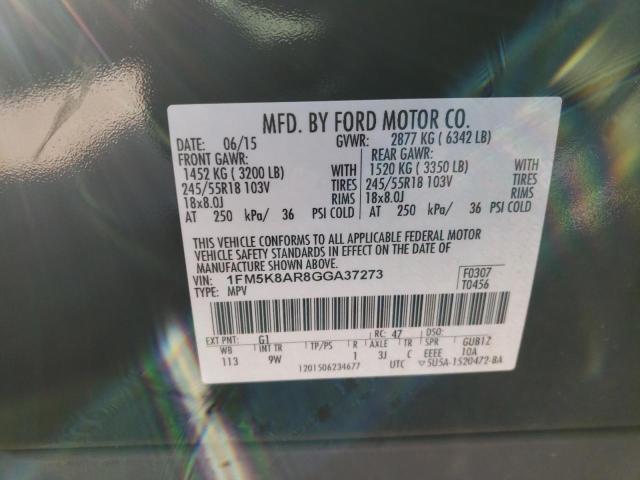 MFD. BY FORD MOTOR CO.
DATE: 06/15 GVWR: 2877 KG ( 6342 LB)
FRONT GAWR: REAR GAWR:
1452 KG ( 3200 LB) WITH 1520 KG ( 3350 LB) WITH
245/55R18 103V TIRES 245/55R18 103V TIRES
18x8.0J RIMS 18x8.0J RIMS
AT 250 kPa/ 36 PSI COLD AT 250 kPa/ 36 PSI COLD
THIS VEHICLE CONFORMS TO ALL APPLICABLE FEDERAL MOTOR
VEHICLE SAFETY STANDARDS IN EFFECT ON THE DATE OF
MANUFACTURE SHOWN ABOVE.
VIN: 1FM5K8AR8GGA37273 F0307
TYPE: MPV T0456
EXT PNT: G1 RC: 47 DSO:
WB INT TR TP/PS R AXLE TR SPR GUB1Z
113 9W 1 3J C EEEE 10A
1201506234677 UTC ▽5U5A-1520472-BA